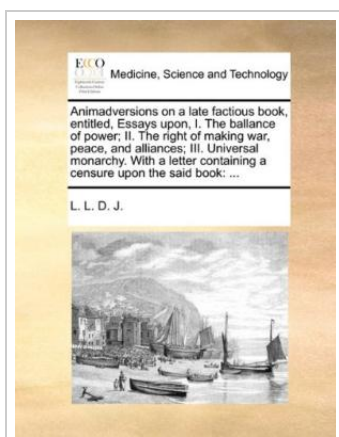 ECCO
Medicine, Science and Technology
Animadversions on a late factious book,
entitled, Essays upon, I. The ballance
of power; II. The right of making war,
peace, and alliances; III. Universal
monarchy. With a letter containing a
censure upon the said book: ...
L. L. D. J.